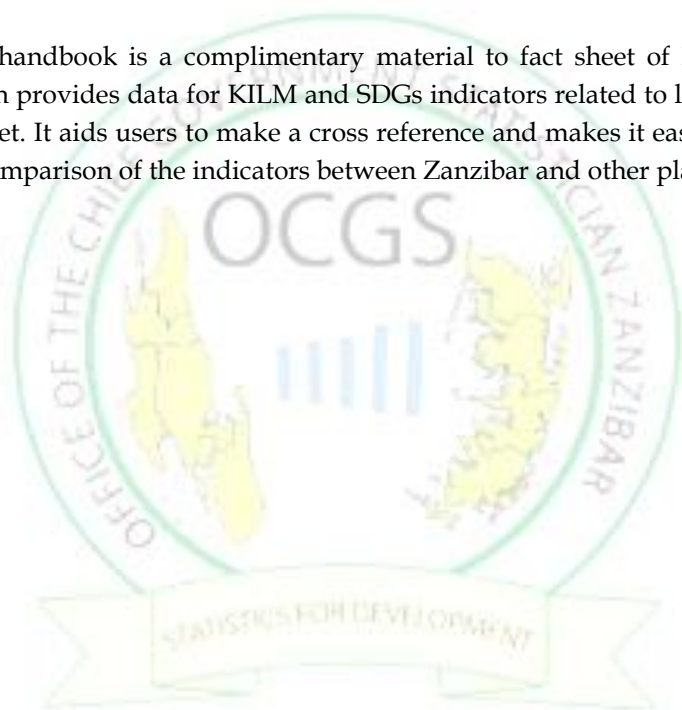 handbook is a complimentary material to fact sheet of
n provides data for KILM and SDGs indicators related to l
et. It aids users to make a cross reference and makes it eas
omparison of the indicators between Zanzibar and other pla
OFFICE OF THE CHIEF GOVERNMENT STATISTICIAN ZANZIBAR
OCGS
STATISTICS FOR DEVELOPMENT